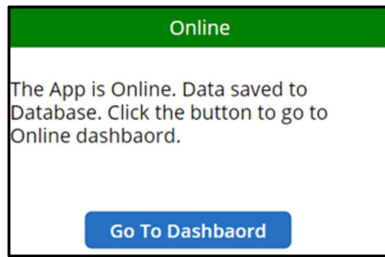 Online
The App is Online. Data saved to
Database. Click the button to go to
Online dashbaord.
Go To Dashbaord